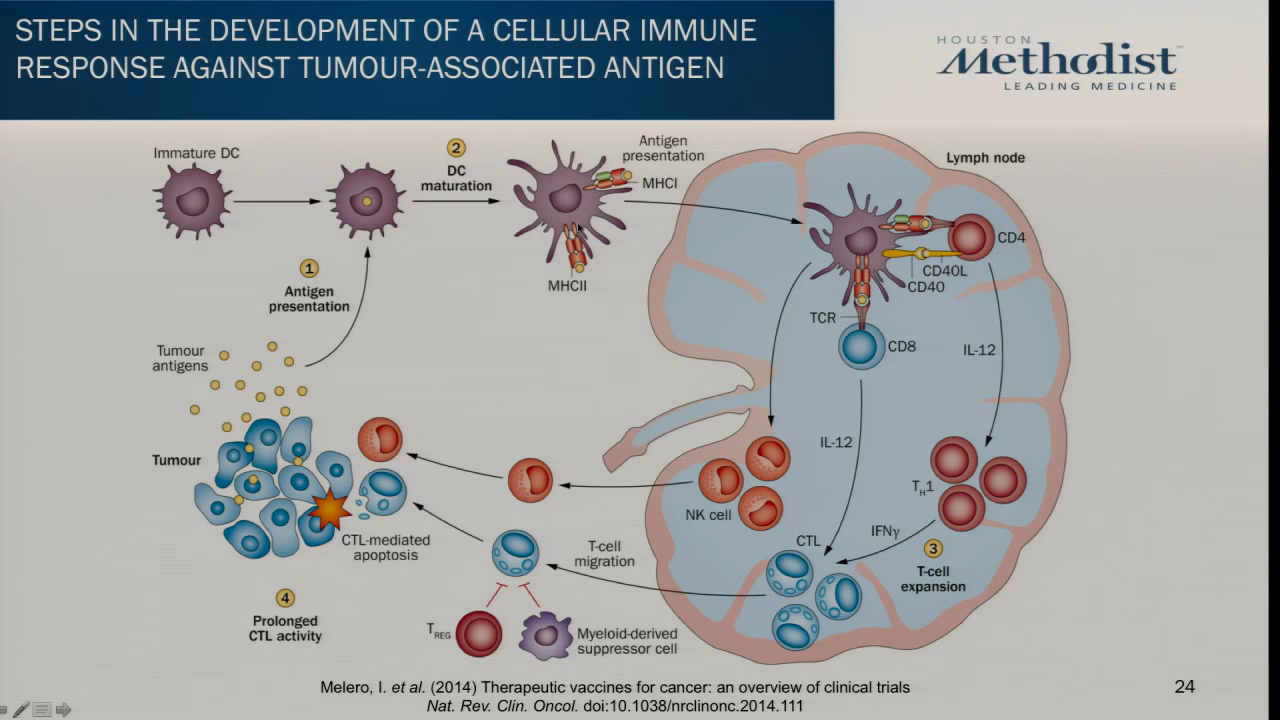 STEPS IN THE DEVELOPMENT OF A CELLULAR IMMUNE
RESPONSE AGAINST TUMOUR-ASSOCIATED ANTIGEN
HOUSTON
Methodist
LEADING MEDICINE
Immature DC
2
DC
maturation
Antigen
presentation
MHCI
MHCII
Lymph node
CD4
CD40L
CD40
TCR
CD8
IL-12
1
Antigen
presentation
Tumour
antigens
Tumour
IL-12
NK cell
TH1
IFNγ
3
T-cell
expansion
CTL
CTL-mediated
apoptosis
T-cell
migration
4
Prolonged
CTL activity
TREG
Myeloid-derived
suppressor cell
Melero, I. et al. (2014) Therapeutic vaccines for cancer: an overview of clinical trials
Nat. Rev. Clin. Oncol. doi:10.1038/nrclinonc.2014.111
24